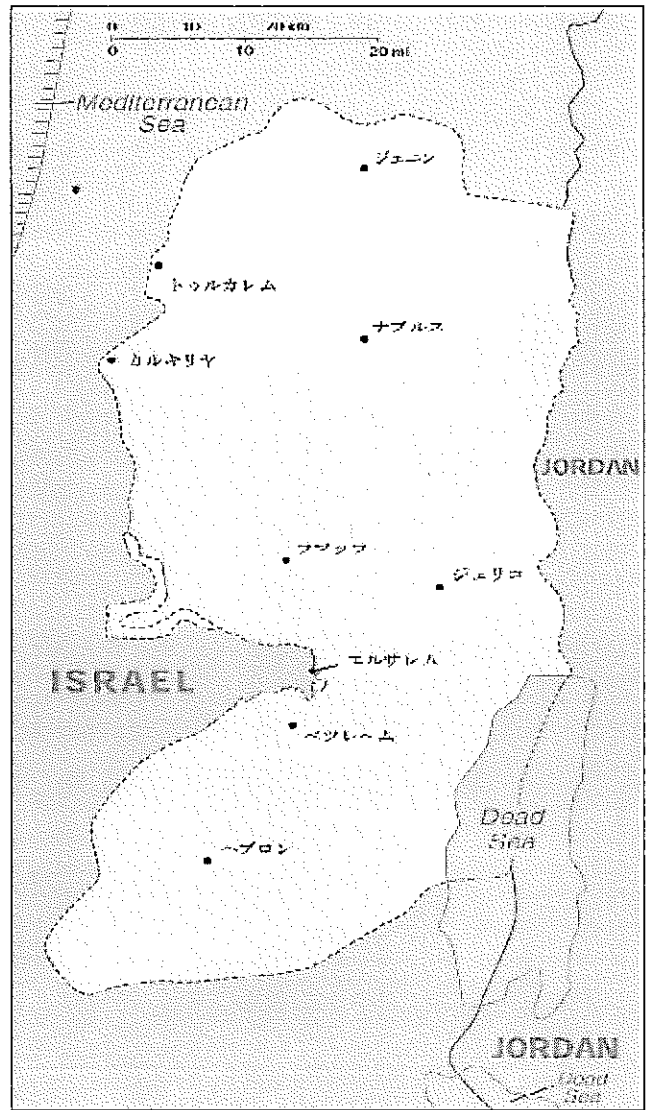 0 10 20 km
0 10 20 mi
Mediterranean
Sea
ジェニン
トゥルカレム
ナブルス
カルキリヤ
JORDAN
ラマッラ
ジェリコ
エルサレム
ISRAEL
ベツレヘム
Dead
Sea
ヘブロン
JORDAN
Dead
Sea